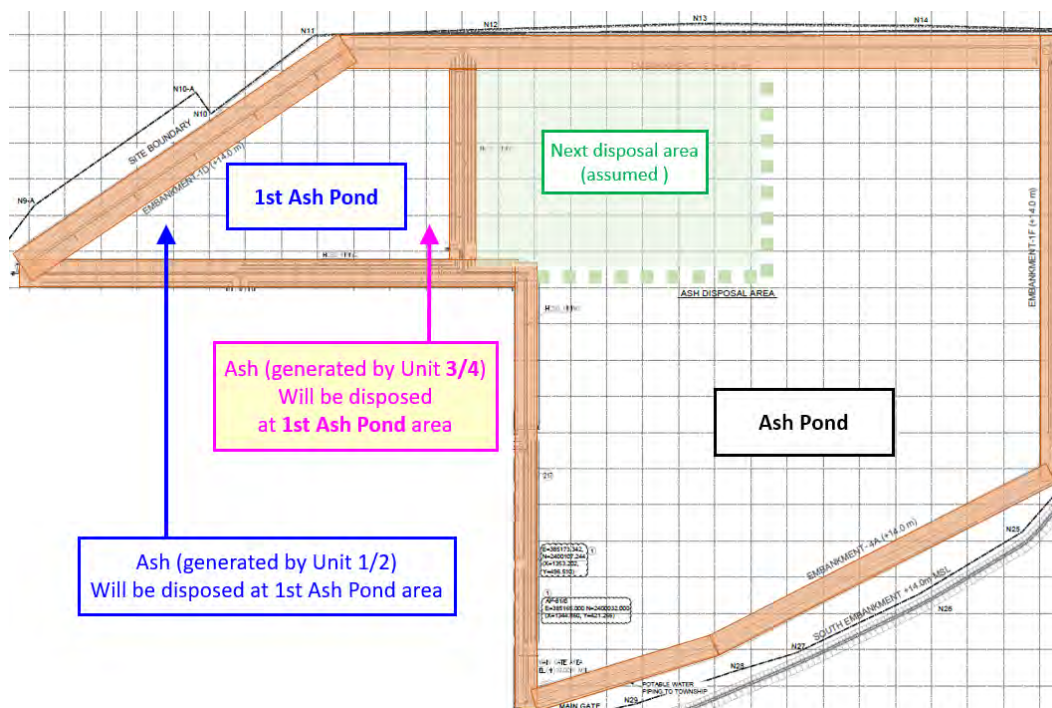 N11
N12
N13
N14
N10-A
N10
SITE BOUNDARY
EMBANKMENT-1D (+14.0 m)
N9-A
1st Ash Pond
Next disposal area
(assumed )
EMBANKMENT-1F (+14.0 m)
ASH DISPOSAL AREA
Ash (generated by Unit 3/4)
Will be disposed
at 1st Ash Pond area
Ash Pond
Ash (generated by Unit 1/2)
Will be disposed at 1st Ash Pond area
N25
EMBANKMENT-4A (+14.0 m)
SOUTH EMBANKMENT +14.0m MSL
N26
N27
N28
N29
POTABLE WATER
PIPING TO TOWNSHIP
MAIN GATE